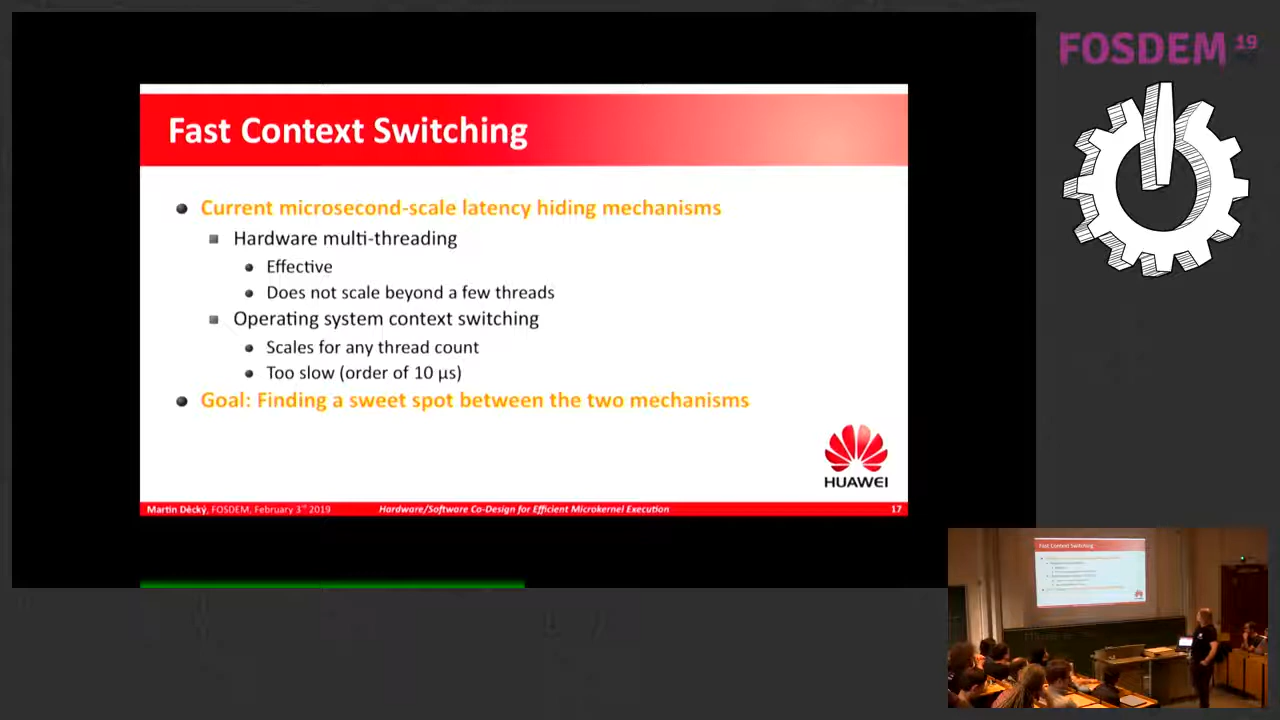 FOSDEM 19
Fast Context Switching
Current microsecond-scale latency hiding mechanisms
Hardware multi-threading
Effective
Does not scale beyond a few threads
Operating system context switching
Scales for any thread count
Too slow (order of 10 μs)
Goal: Finding a sweet spot between the two mechanisms
HUAWEI
Martin Děcký, FOSDEM, February 3rd 2019 Hardware/Software Co-Design for Efficient Microkernel Execution 17
Fast Context Switching